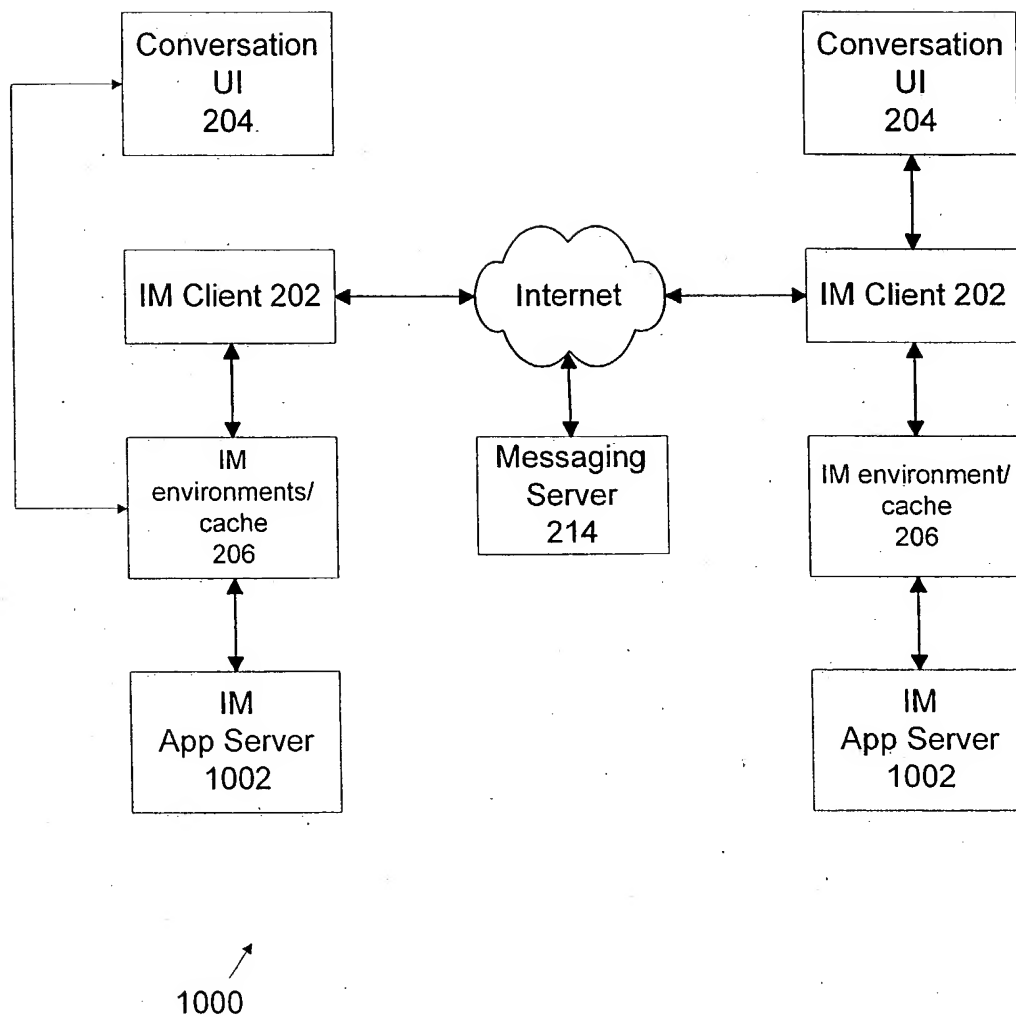 Conversation
UI
204
Conversation
UI
204
IM Client 202
Internet
IM Client 202
IM
environments/
cache
206
Messaging
Server
214
IM environment/
cache
206
IM
App Server
1002
IM
App Server
1002
1000